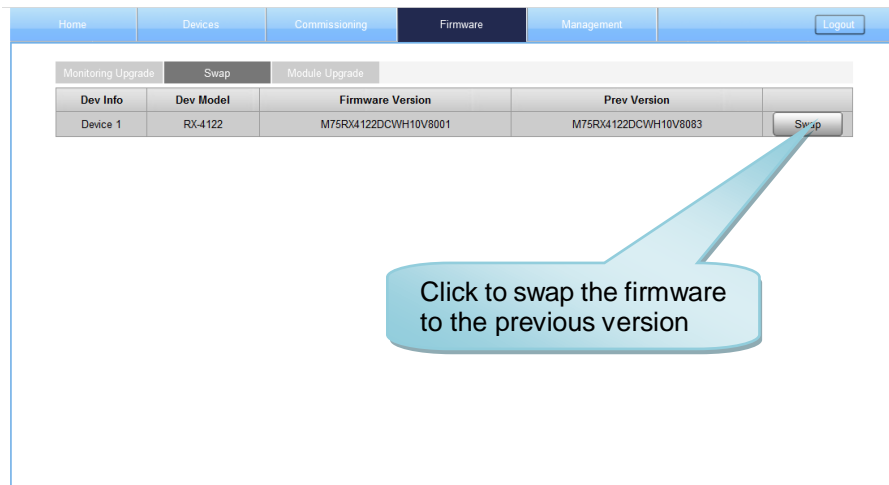 Home Devices Commissioning Firmware Management Logout
Monitoring Upgrade Swap Module Upgrade
Dev Info Dev Model Firmware Version Prev Version
Device 1 RX-4122 M75RX4122DCWH10V8001 M75RX4122DCWH10V8083 Swap
Click to swap the firmware
to the previous version